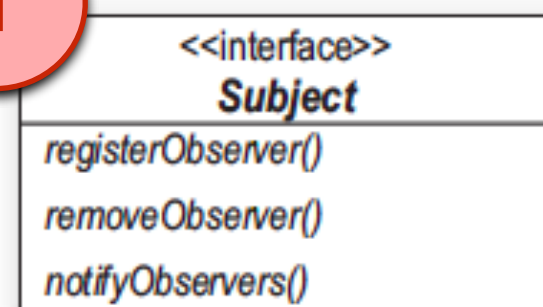 <<interface>>
Subject
registerObserver()
removeObserver()
notifyObservers()